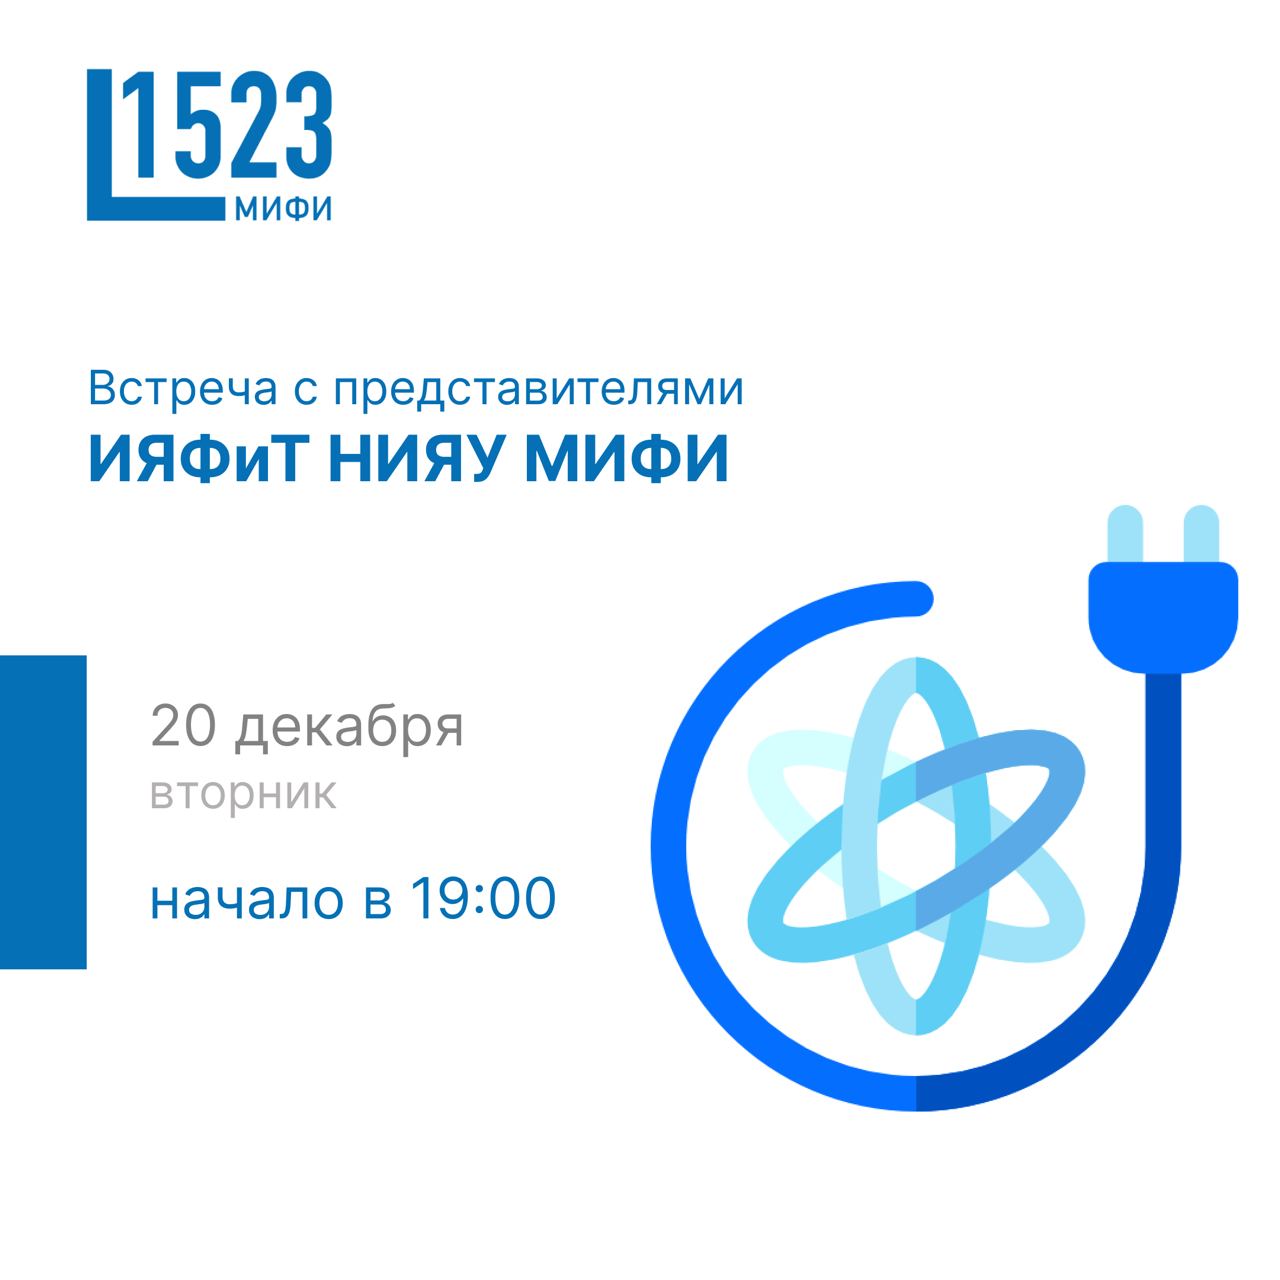 1523
МИФИ
Встреча с представителями
ИЯФиТ НИЯУ МИФИ
20 декабря
вторник
начало в 19:00